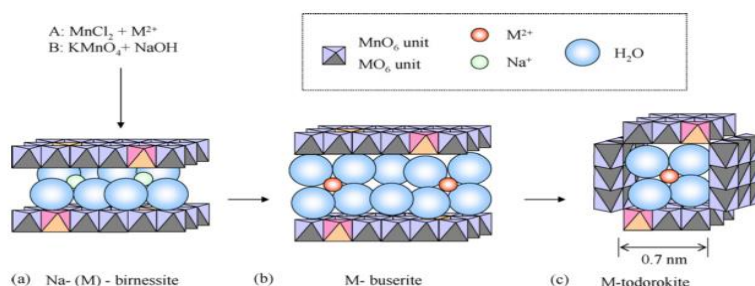 A: MnCl₂ + M²⁺
B: KMnO₄+ NaOH
MnO₆ unit
MO₆ unit
M²⁺
Na⁺
H₂O
0.7 nm
(a) Na- (M) - birnessite
(b) M- buserite
(c) M-todorokite